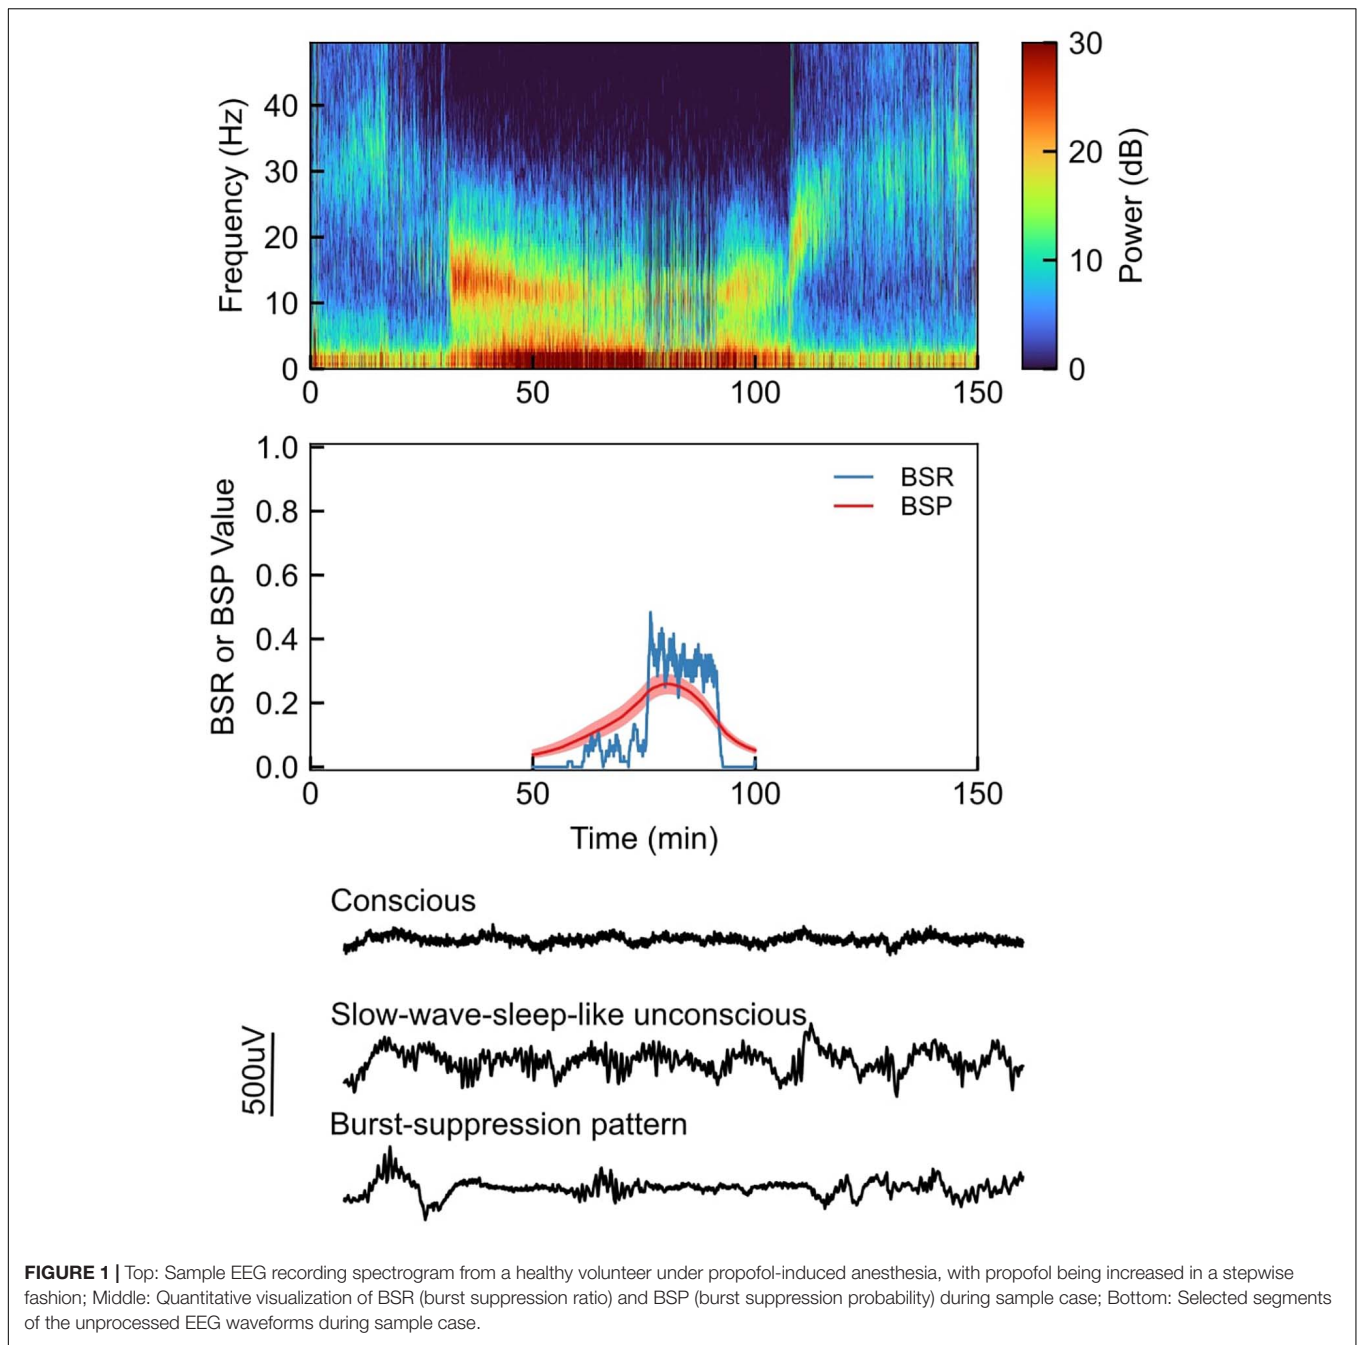 30
40
20
30
20
10
10
0
0
0
50
100
150
Frequency (Hz)
Power (dB)
1.0
0.8
0.6
0.4
0.2
0.0
BSR or BSP Value
BSR
BSP
0
50
100
150
Time (min)
Conscious
Slow-wave-sleep-like unconscious
500uV
Burst-suppression pattern
FIGURE 1 | Top: Sample EEG recording spectrogram from a healthy volunteer under propofol-induced anesthesia, with propofol being increased in a stepwise
fashion; Middle: Quantitative visualization of BSR (burst suppression ratio) and BSP (burst suppression probability) during sample case; Bottom: Selected segments
of the unprocessed EEG waveforms during sample case.